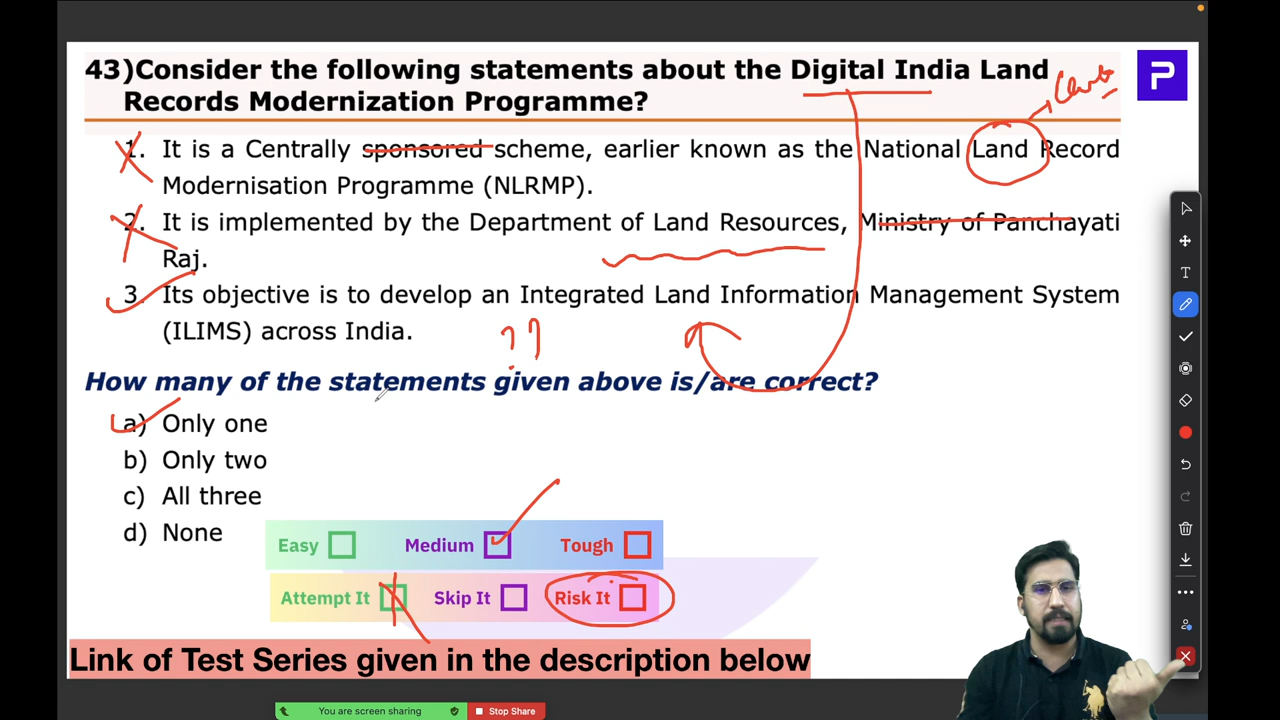 43)Consider the following statements about the Digital India Land
Records Modernization Programme?
1. It is a Centrally sponsored scheme, earlier known as the National Land Record
Modernisation Programme (NLRMP).
2. It is implemented by the Department of Land Resources, Ministry of Panchayati
Raj.
3. Its objective is to develop an Integrated Land Information Management System
(ILIMS) across India.
??
How many of the statements given above is/are correct?
a) Only one
b) Only two
c) All three
d) None
Easy Medium Tough
Attempt It Skip It Risk It
Link of Test Series given in the description below
You are screen sharing Stop Share